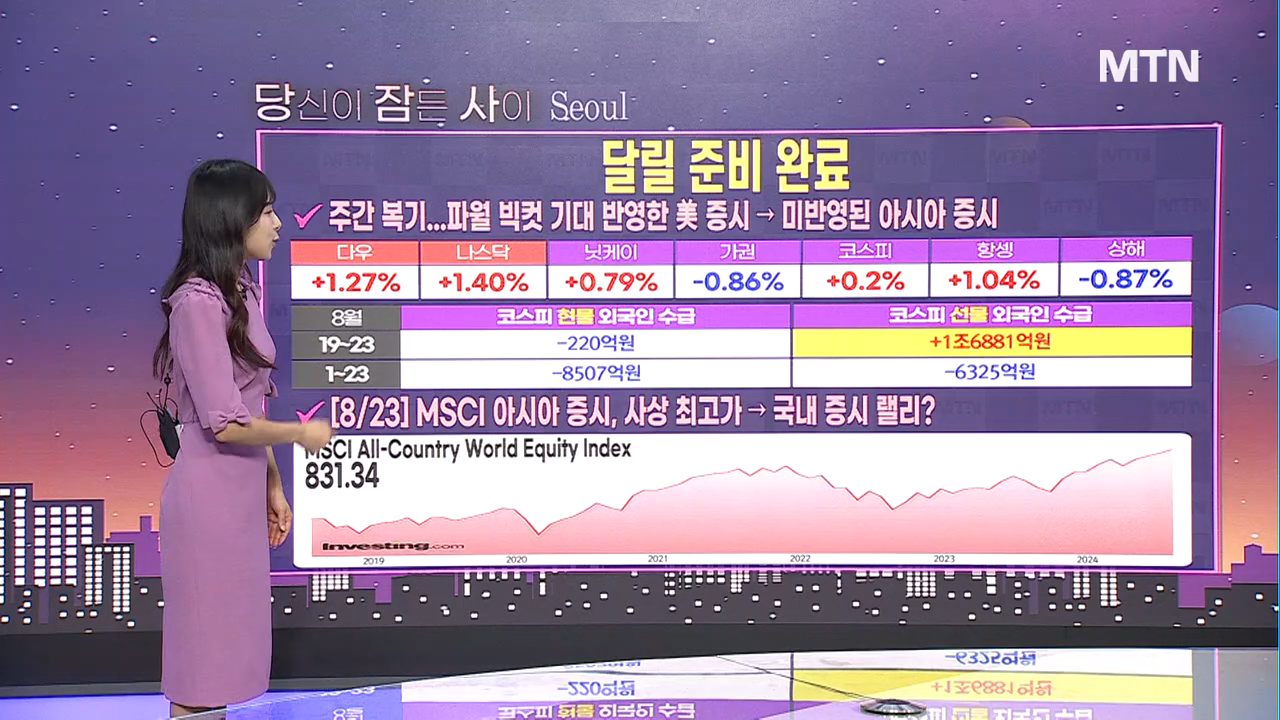 MTN
당신이 잠든 사이 Seoul
달릴 준비 완료
✓ 주간 복기...파월 빅컷 기대 반영한 美 증시 → 미반영된 아시아 증시
다우 나스닥 닛케이 가권 코스피 항셍 상해
+1.27% +1.40% +0.79% -0.86% +0.2% +1.04% -0.87%
8월 코스피 현물 외국인 수급 코스피 선물 외국인 수급
19~23 -220억원 +1조6881억원
1~23 -8507억원 -6325억원
✓ [8/23] MSCI 아시아 증시, 사상 최고가 → 국내 증시 랠리?
MSCI All-Country World Equity Index
831.34
Investing.com
2019 2020 2021 2022 2023 2024